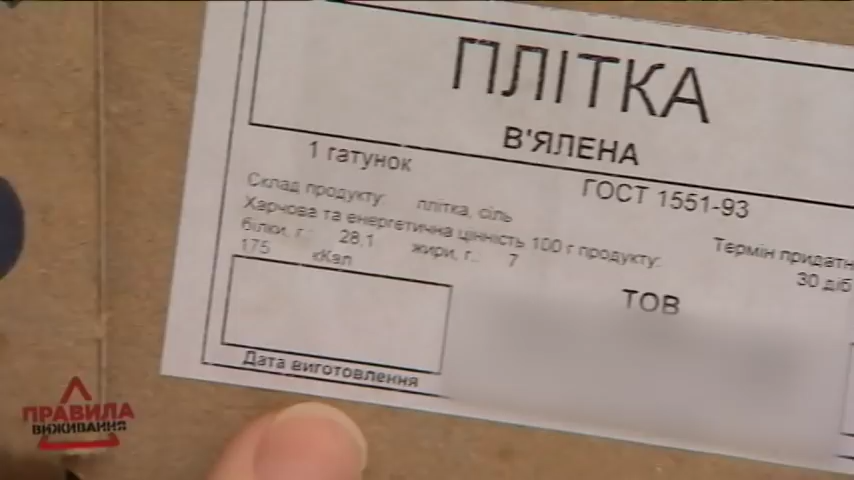 ПЛІТКА
В'ЯЛЕНА
1 гатунок
ГОСТ 1551-93
Склад продукту: плітка, сіль
Харчова та енергетична цінність 100 г продукту:
білки, г.: 28,1 жири, г.: 7
175 кКал
Термін придатн
30 діб
ТОВ
Дата виготовлення
ПРАВИЛА
ВИЖИВАННЯ